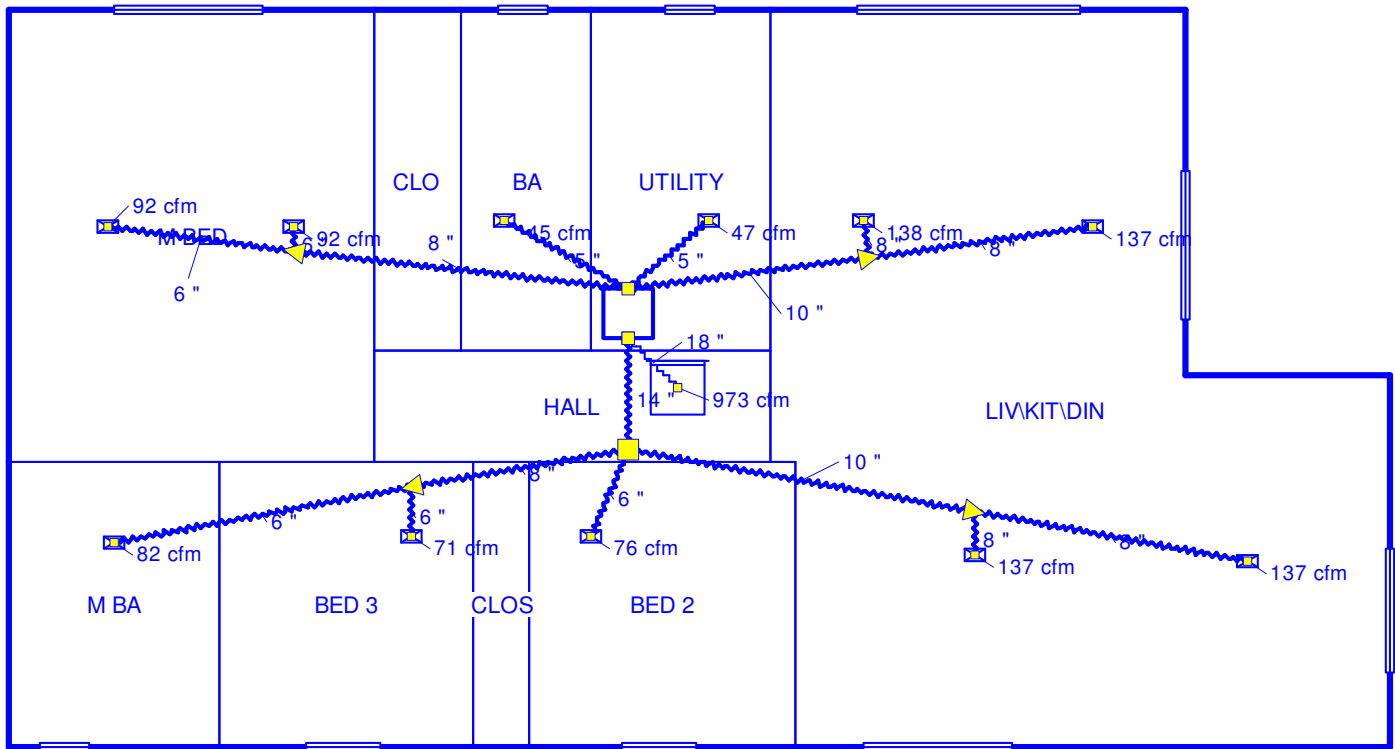 CLO
BA
UTILITY
92 cfm
M BED
6 "
92 cfm
8 "
45 cfm
5 "
47 cfm
5 "
138 cfm
8 "
8 "
137 cfm
6 "
10 "
18 "
14 "
973 cfm
HALL
LIV\KIT\DIN
8 "
10 "
6 "
6 "
6 "
82 cfm
71 cfm
76 cfm
8 "
8 "
137 cfm
137 cfm
M BA
BED 3
CLOS
BED 2